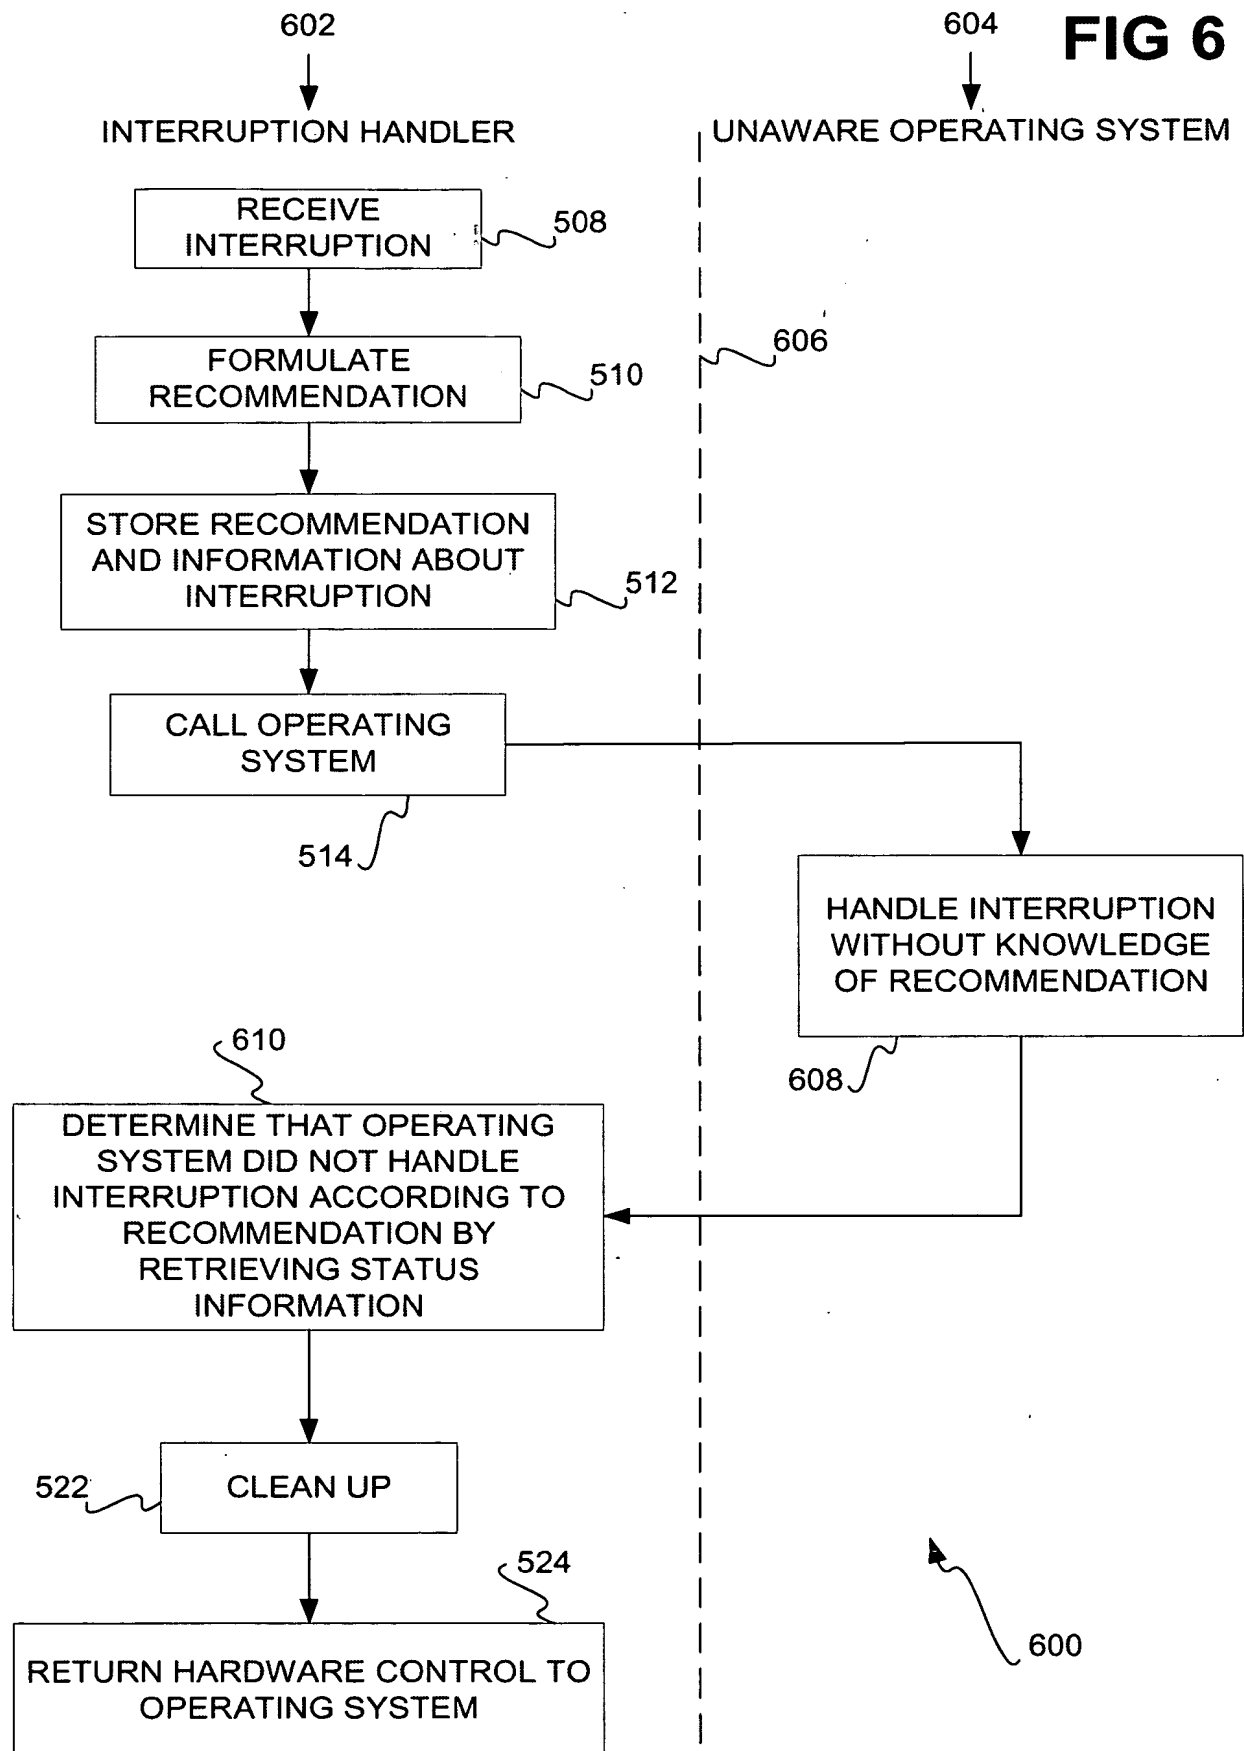 602
604
FIG 6
INTERRUPTION HANDLER
UNAWARE OPERATING SYSTEM
RECEIVE
INTERRUPTION
508
606
FORMULATE
RECOMMENDATION
510
STORE RECOMMENDATION
AND INFORMATION ABOUT
INTERRUPTION
512
CALL OPERATING
SYSTEM
514
HANDLE INTERRUPTION
WITHOUT KNOWLEDGE
OF RECOMMENDATION
608
610
DETERMINE THAT OPERATING
SYSTEM DID NOT HANDLE
INTERRUPTION ACCORDING TO
RECOMMENDATION BY
RETRIEVING STATUS
INFORMATION
CLEAN UP
522
524
RETURN HARDWARE CONTROL TO
OPERATING SYSTEM
600